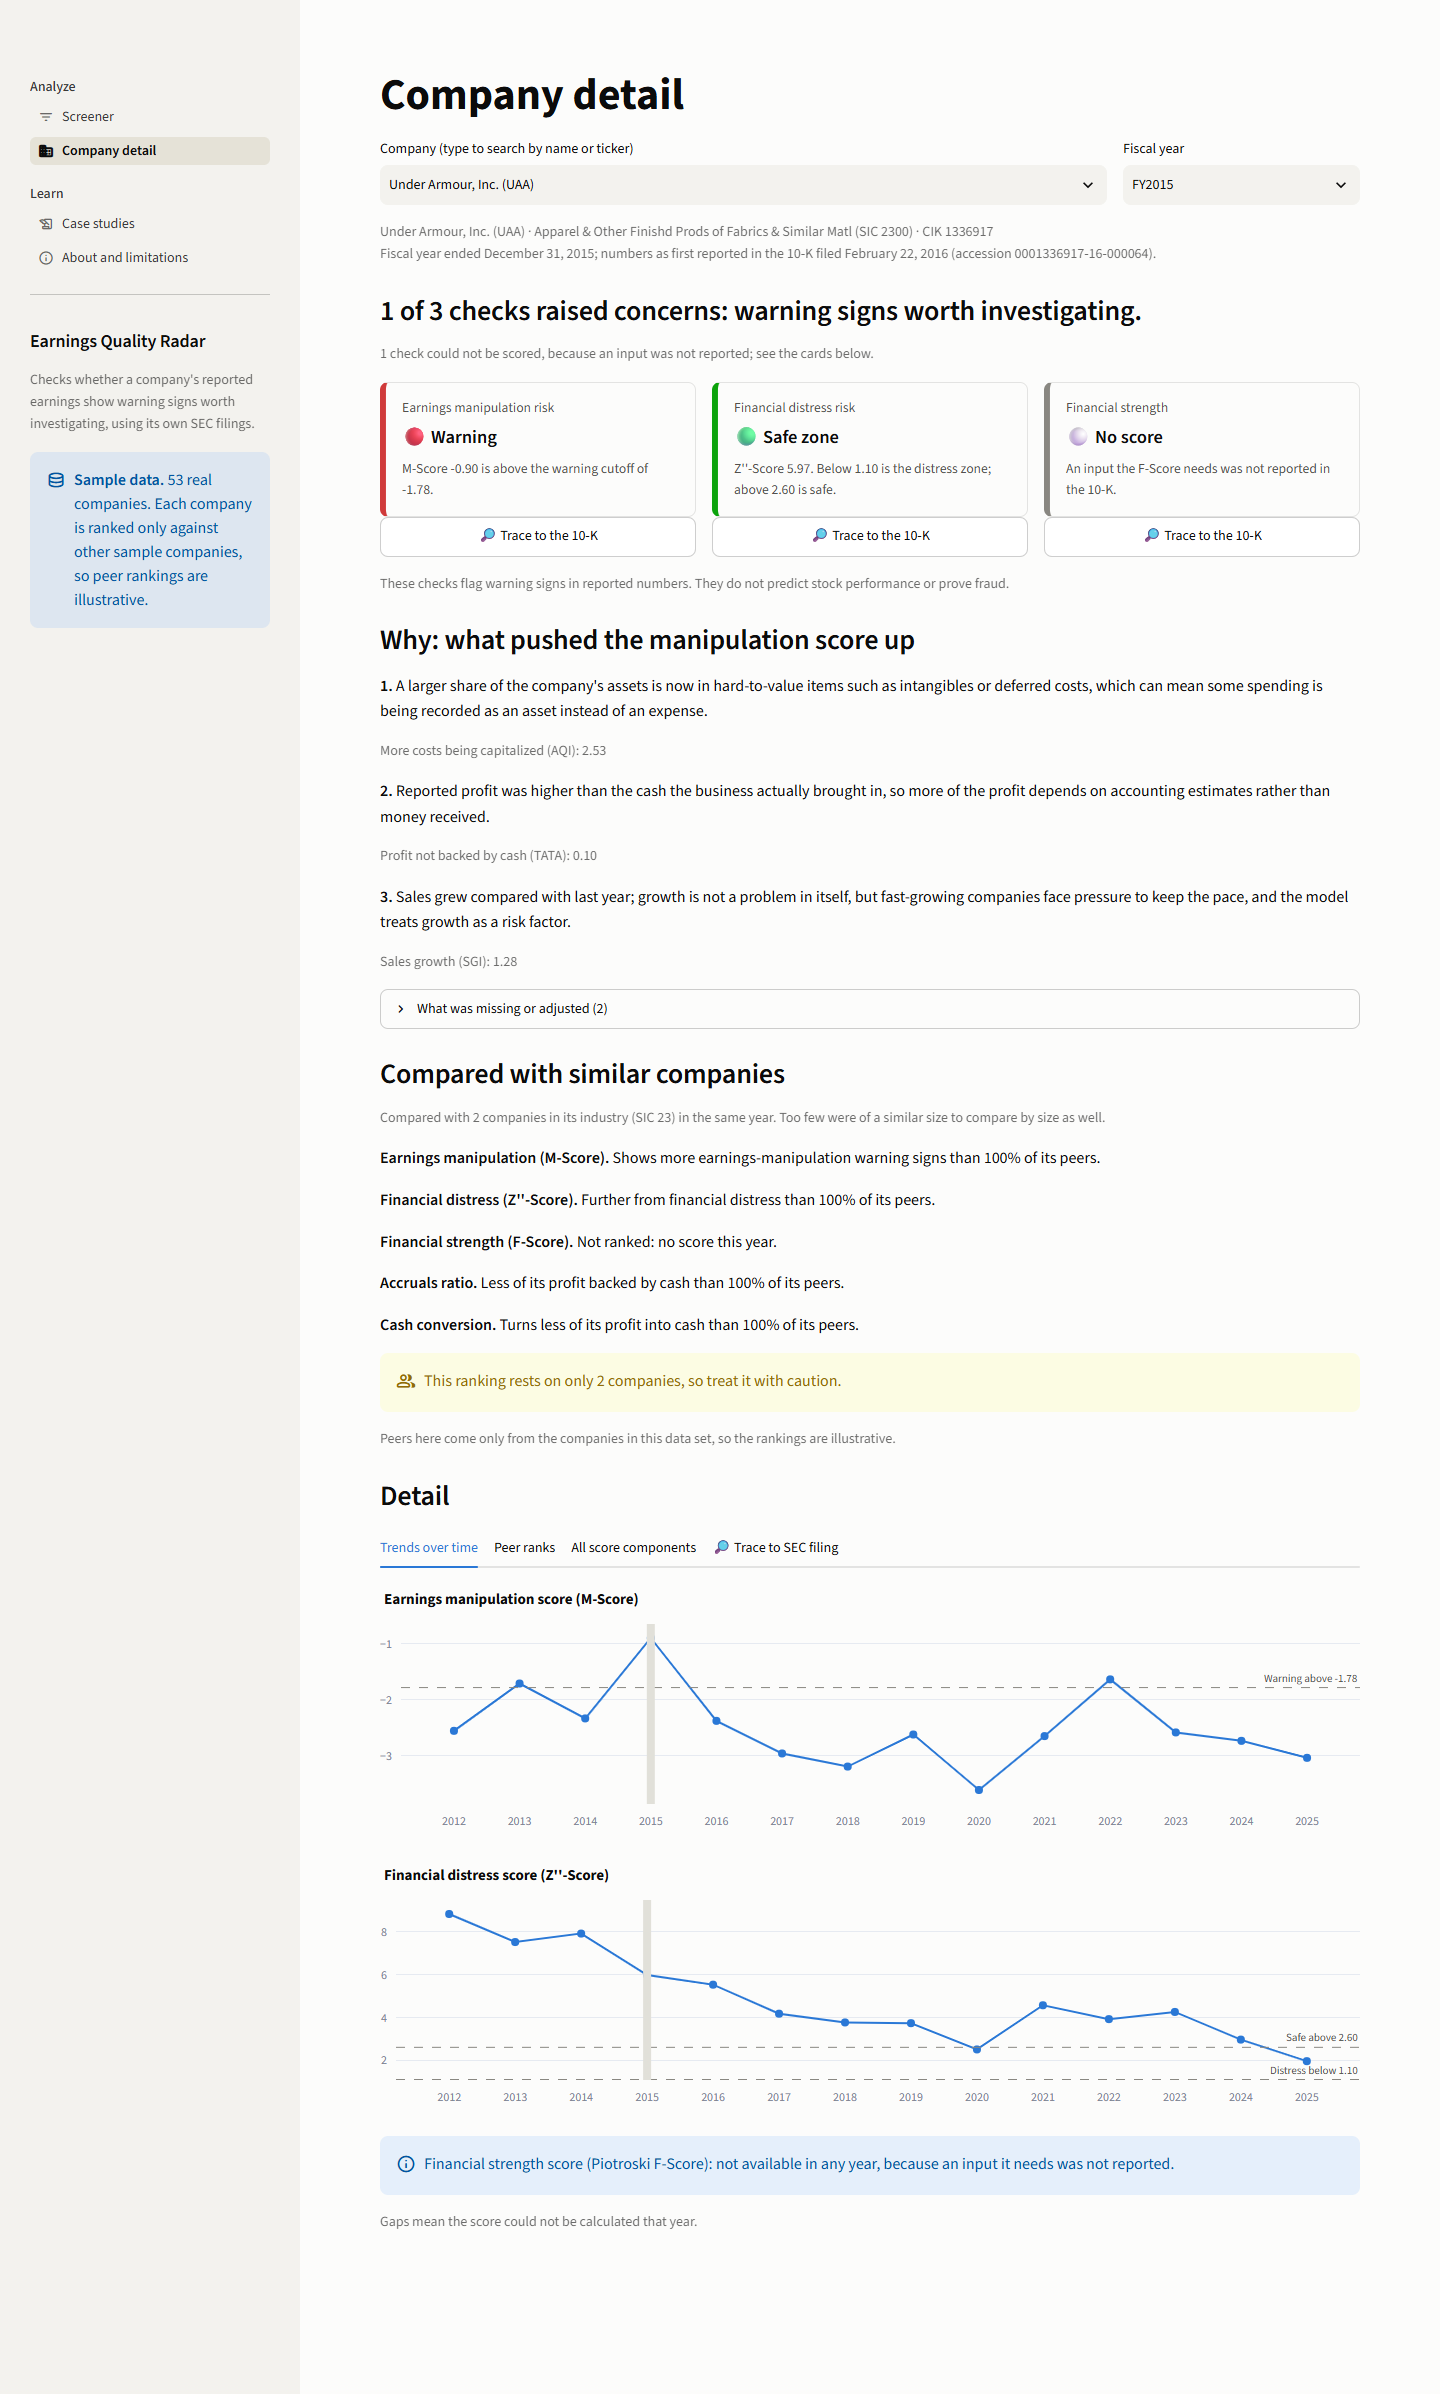 Analyze
Screener
Company detail
Learn
Case studies
About and limitations
Earnings Quality Radar
Checks whether a company's reported
earnings show warning signs worth
investigating, using its own SEC filings.
Sample data. 53 real
companies. Each company
is ranked only against
other sample companies,
so peer rankings are
illustrative.
Company detail
Company (type to search by name or ticker)
Fiscal year
Under Armour, Inc. (UAA)
FY2015
Under Armour, Inc. (UAA) · Apparel & Other Finishd Prods of Fabrics & Similar Matl (SIC 2300) · CIK 1336917
Fiscal year ended December 31, 2015; numbers as first reported in the 10-K filed February 22, 2016 (accession 0001336917-16-000064).
1 of 3 checks raised concerns: warning signs worth investigating.
1 check could not be scored, because an input was not reported; see the cards below.
Earnings manipulation risk
Warning
M-Score -0.90 is above the warning cutoff of
-1.78.
Trace to the 10-K
Financial distress risk
Safe zone
Z''-Score 5.97. Below 1.10 is the distress zone;
above 2.60 is safe.
Trace to the 10-K
Financial strength
No score
An input the F-Score needs was not reported in
the 10-K.
Trace to the 10-K
These checks flag warning signs in reported numbers. They do not predict stock performance or prove fraud.
Why: what pushed the manipulation score up
1. A larger share of the company's assets is now in hard-to-value items such as intangibles or deferred costs, which can mean some spending is
being recorded as an asset instead of an expense.
More costs being capitalized (AQI): 2.53
2. Reported profit was higher than the cash the business actually brought in, so more of the profit depends on accounting estimates rather than
money received.
Profit not backed by cash (TATA): 0.10
3. Sales grew compared with last year; growth is not a problem in itself, but fast-growing companies face pressure to keep the pace, and the model
treats growth as a risk factor.
Sales growth (SGI): 1.28
What was missing or adjusted (2)
Compared with similar companies
Compared with 2 companies in its industry (SIC 23) in the same year. Too few were of a similar size to compare by size as well.
Earnings manipulation (M-Score). Shows more earnings-manipulation warning signs than 100% of its peers.
Financial distress (Z''-Score). Further from financial distress than 100% of its peers.
Financial strength (F-Score). Not ranked: no score this year.
Accruals ratio. Less of its profit backed by cash than 100% of its peers.
Cash conversion. Turns less of its profit into cash than 100% of its peers.
This ranking rests on only 2 companies, so treat it with caution.
Peers here come only from the companies in this data set, so the rankings are illustrative.
Detail
Trends over time
Peer ranks
All score components
Trace to SEC filing
Earnings manipulation score (M-Score)
−1
Warning above -1.78
−2
−3
2012 2013 2014 2015 2016 2017 2018 2019 2020 2021 2022 2023 2024 2025
Financial distress score (Z''-Score)
8
6
4
Safe above 2.60
2
Distress below 1.10
2012 2013 2014 2015 2016 2017 2018 2019 2020 2021 2022 2023 2024 2025
Financial strength score (Piotroski F-Score): not available in any year, because an input it needs was not reported.
Gaps mean the score could not be calculated that year.